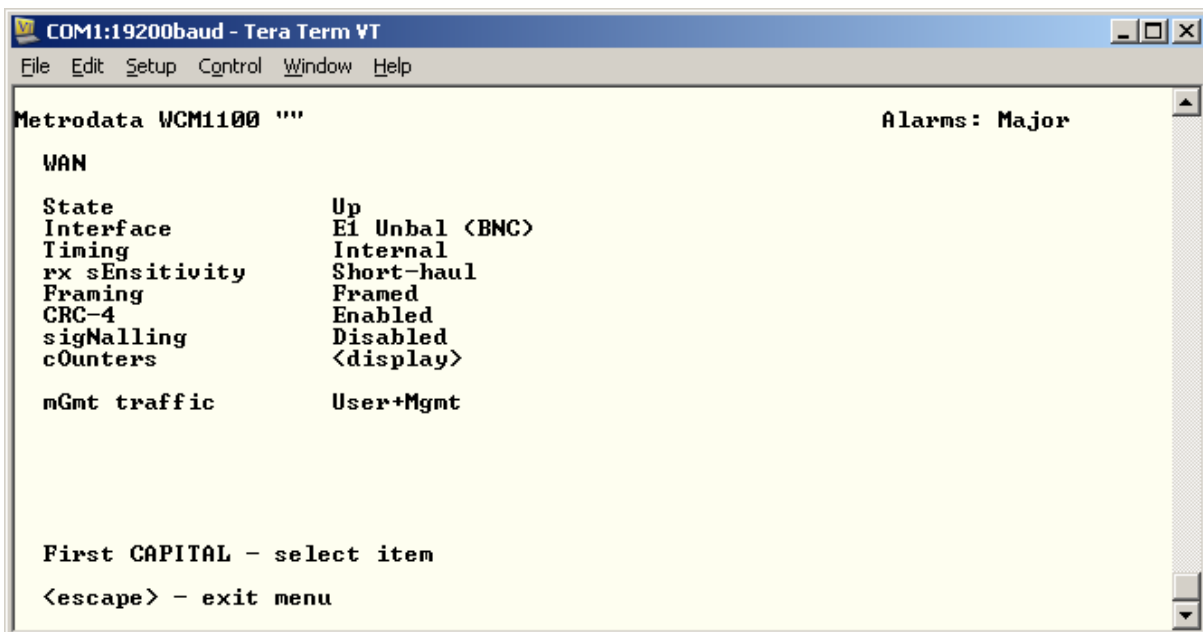 COM1:19200baud - Tera Term VT
File Edit Setup Control Window Help
Metrodata WCM1100 "" Alarms: Major
WAN
State Up
Interface E1 Unbal (BNC)
Timing Internal
rx sEnsitivity Short-haul
Framing Framed
CRC-4 Enabled
sigNalling Disabled
cOunters <display>
mGmt traffic User+Mgmt
First CAPITAL - select item
<escape> - exit menu